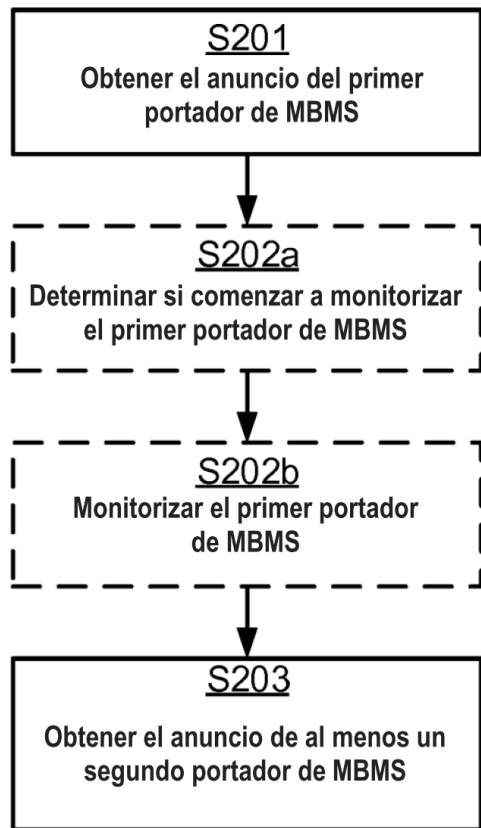 S201
Obtener el anuncio del primer
portador de MBMS
S202a
Determinar si comenzar a monitorizar
el primer portador de MBMS
S202b
Monitorizar el primer portador
de MBMS
S203
Obtener el anuncio de al menos un
segundo portador de MBMS